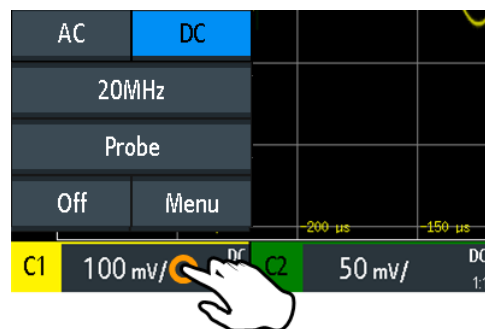 AC DC
20MHz
Probe
Off Menu
-200 µs -150 µs
C1 100 mV/ DC C2 50 mV/ DC